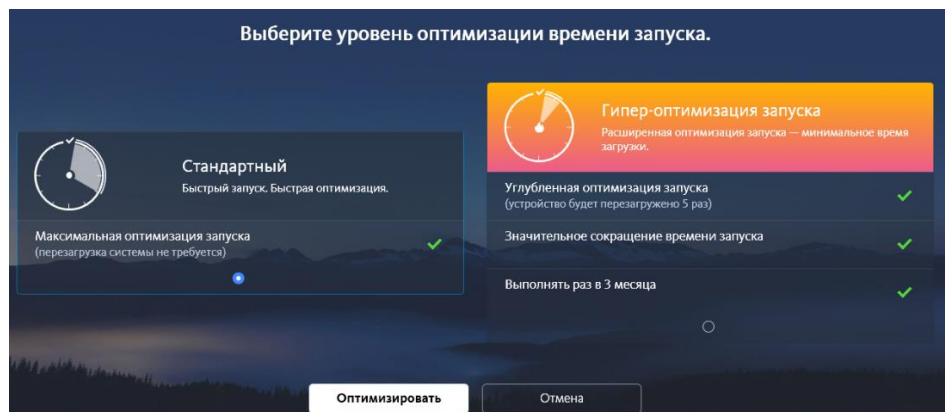 Выберите уровень оптимизации времени запуска.
Стандартный
Быстрый запуск. Быстрая оптимизация.
Максимальная оптимизация запуска
(перезагрузка системы не требуется)
Гипер-оптимизация запуска
Расширенная оптимизация запуска — минимальное время
загрузки.
Углубленная оптимизация запуска
(устройство будет перезагружено 5 раз)
Значительное сокращение времени запуска
Выполнять раз в 3 месяца
Оптимизировать
Отмена